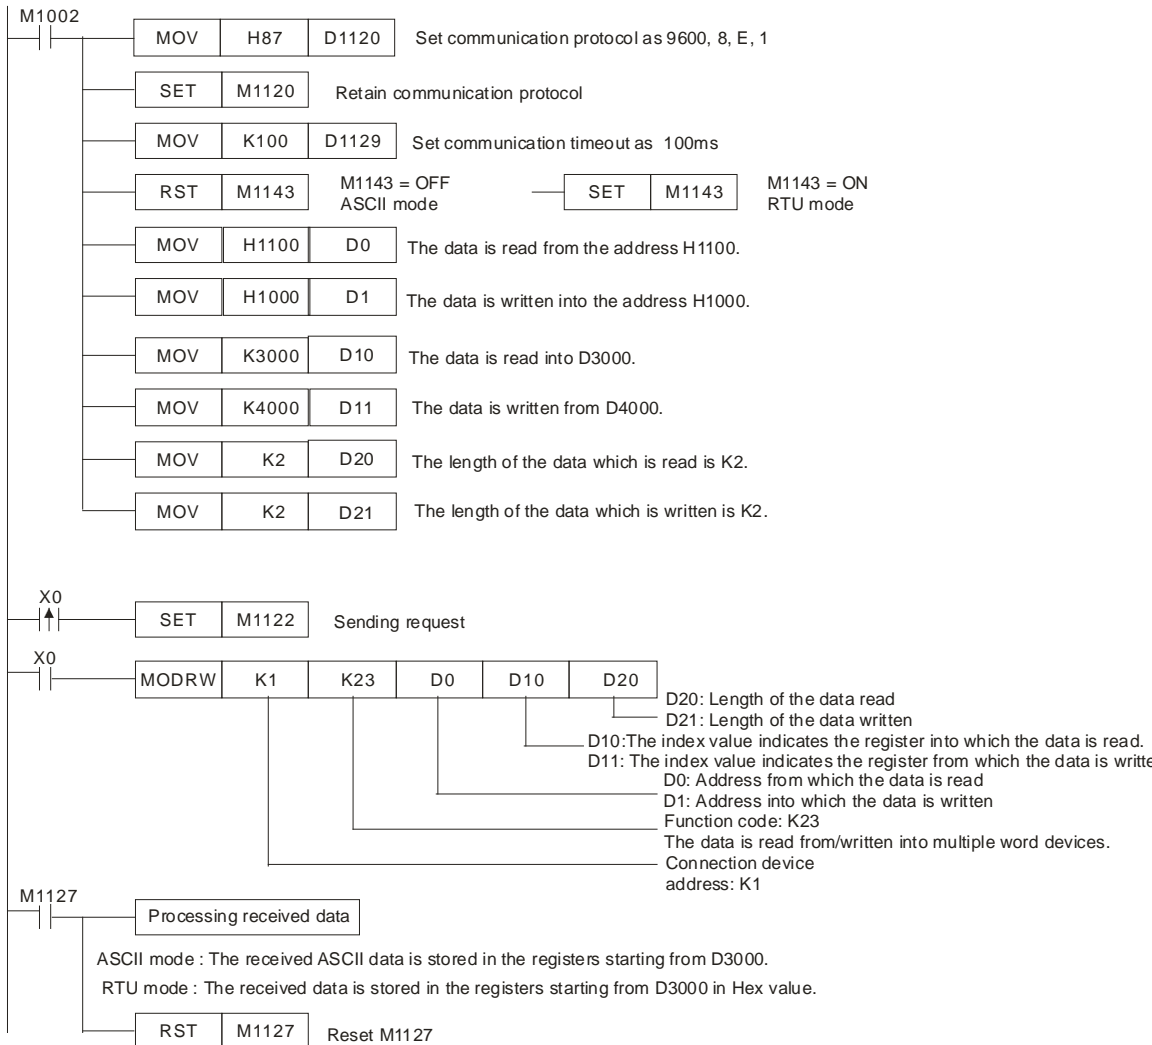 M1002
MOV H87 D1120 Set communication protocol as 9600, 8, E, 1
SET M1120 Retain communication protocol
MOV K100 D1129 Set communication timeout as 100ms
RST M1143 M1143 = OFF
ASCII mode
SET M1143 M1143 = ON
RTU mode
MOV H1100 D0 The data is read from the address H1100.
MOV H1000 D1 The data is written into the address H1000.
MOV K3000 D10 The data is read into D3000.
MOV K4000 D11 The data is written from D4000.
MOV K2 D20 The length of the data which is read is K2.
MOV K2 D21 The length of the data which is written is K2.
X0
SET M1122 Sending request
X0
MODRW K1 K23 D0 D10 D20
D20: Length of the data read
D21: Length of the data written
D10:The index value indicates the register into which the data is read.
D11: The index value indicates the register from which the data is writte
D0: Address from which the data is read
D1: Address into which the data is written
Function code: K23
The data is read from/written into multiple word devices.
Connection device
address: K1
M1127
Processing received data
ASCII mode : The received ASCII data is stored in the registers starting from D3000.
RTU mode : The received data is stored in the registers starting from D3000 in Hex value.
RST M1127 Reset M1127